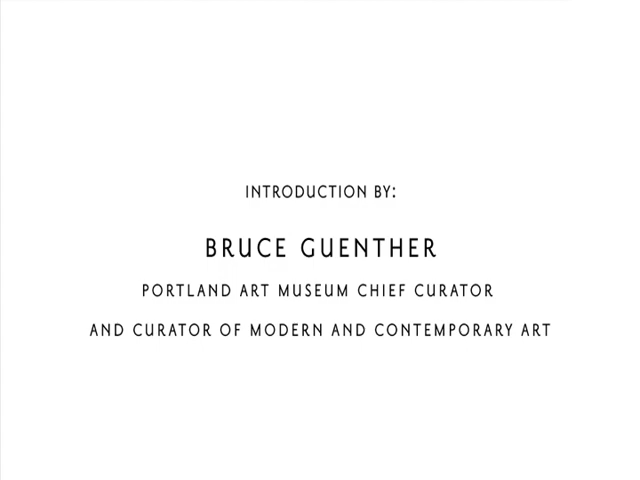 INTRODUCTION BY:
BRUCE GUENTHER
PORTLAND ART MUSEUM CHIEF CURATOR
AND CURATOR OF MODERN AND CONTEMPORARY ART